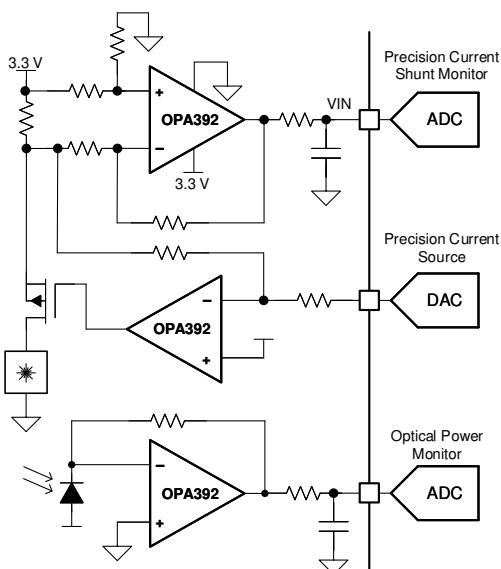 3.3 V
+
OPA392
−
3.3 V
VIN
Precision Current
Shunt Monitor
ADC
Precision Current
Source
DAC
−
OPA392
+
Optical Power
Monitor
ADC
−
OPA392
+